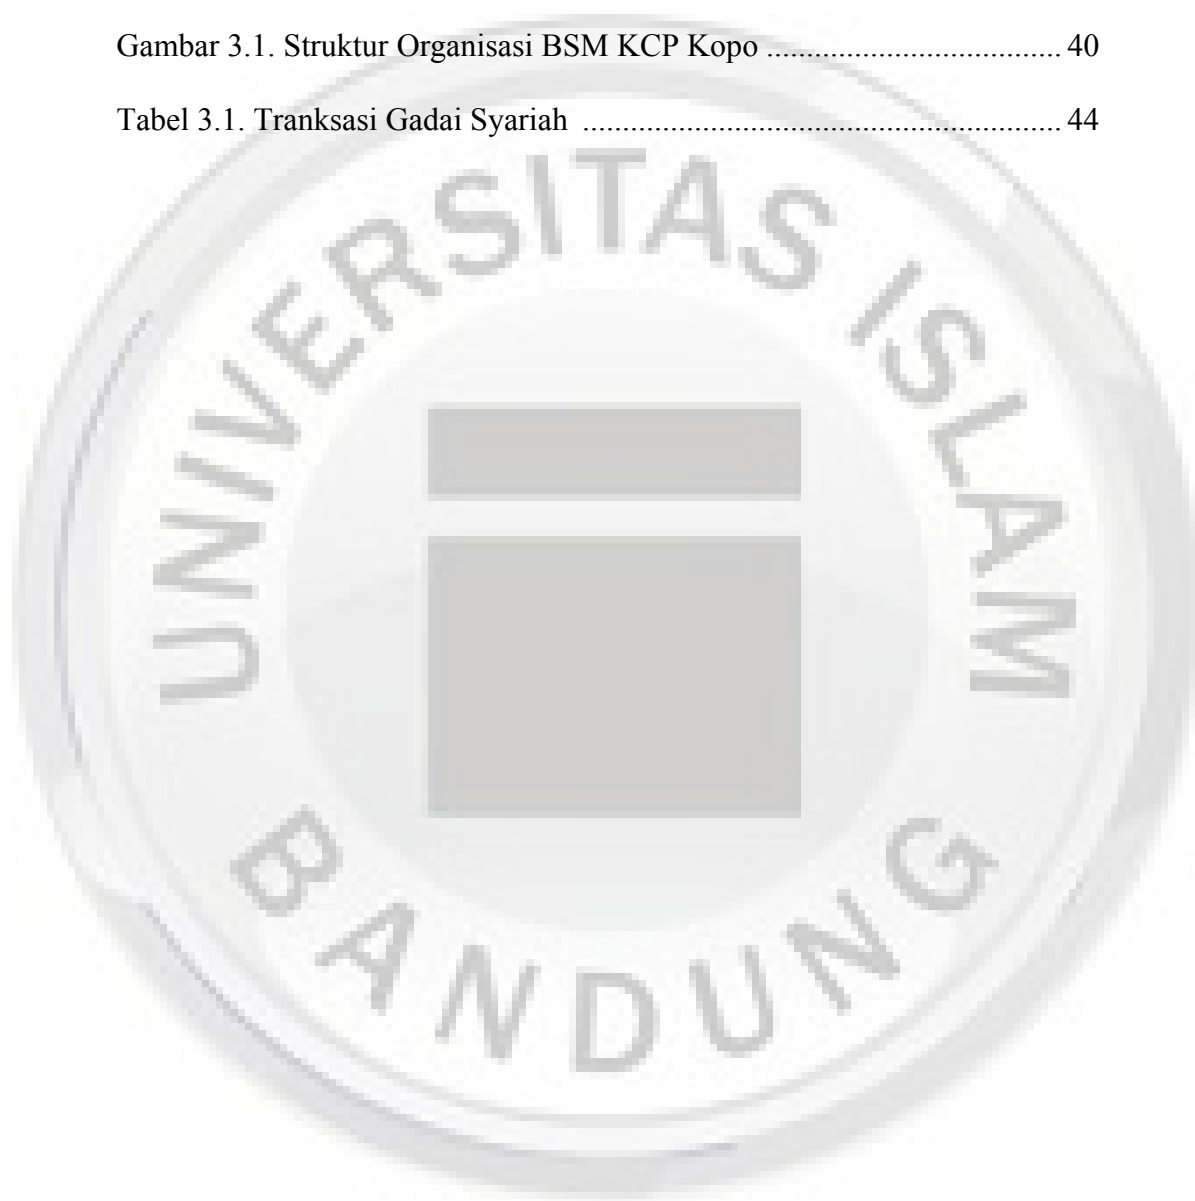 Gambar 3.1. Struktur Organisasi BSM KCP Kopo ..................................... 40
Tabel 3.1. Tranksasi Gadai Syariah ............................................................ 44
UNIVERSITAS ISLAM
BANDUNG